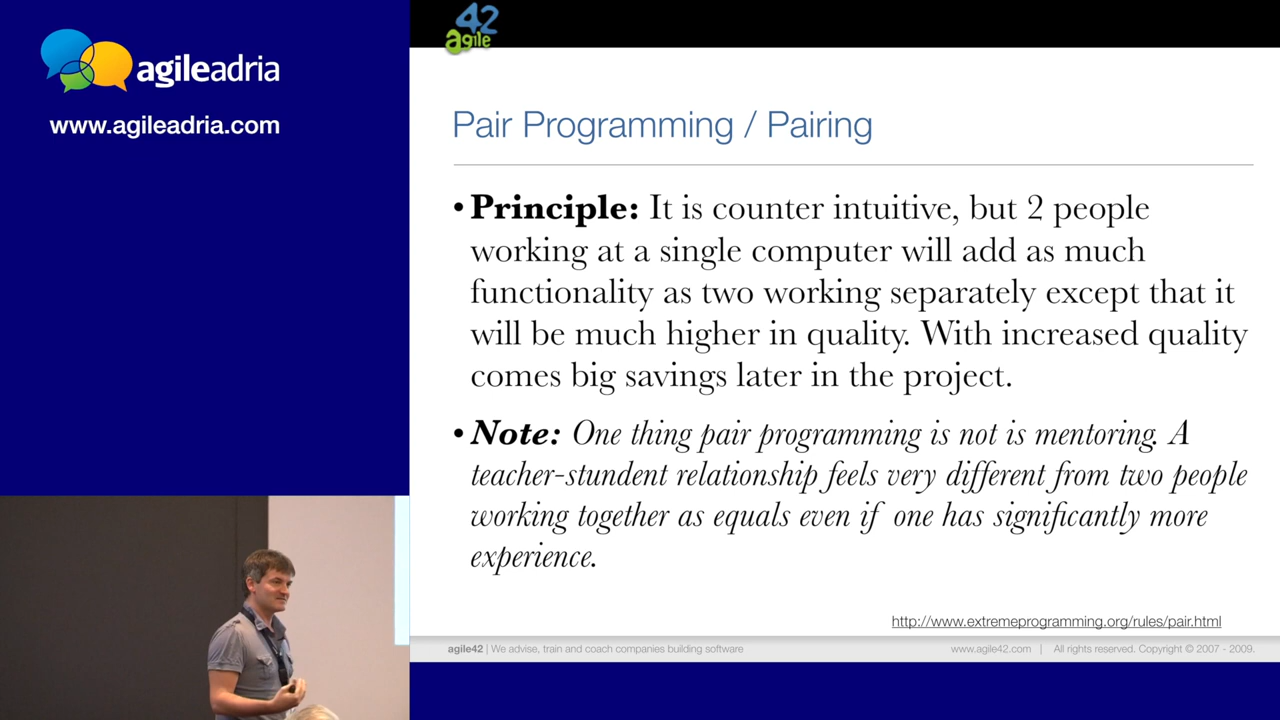 agileadria
www.agileadria.com
42
agile
Pair Programming / Pairing
• Principle: It is counter intuitive, but 2 people
working at a single computer will add as much
functionality as two working separately except that it
will be much higher in quality. With increased quality
comes big savings later in the project.
• Note: One thing pair programming is not is mentoring. A
teacher-stundent relationship feels very different from two people
working together as equals even if one has significantly more
experience.
http://www.extremeprogramming.org/rules/pair.html
agile42 | We advise, train and coach companies building software
www.agile42.com | All rights reserved. Copyright © 2007 - 2009.